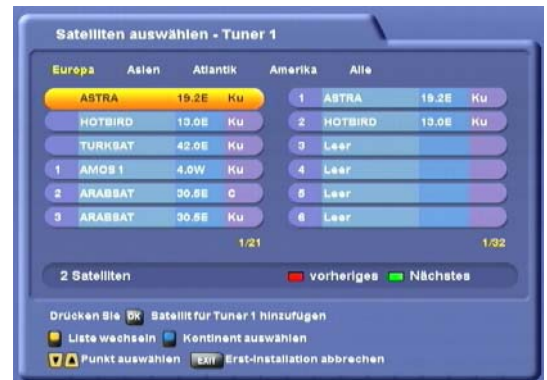 Satelliten auswählen - Tuner 1
Europa Asien Atlantik Amerika Alle
ASTRA 19.2E Ku
HOTBIRD 13.0E Ku
TURKSAT 42.0E Ku
1 AMOS 1 4.0W Ku
2 ARABSAT 30.5E C
3 ARABSAT 30.5E Ku
1/21
1 ASTRA 19.2E Ku
2 HOTBIRD 13.0E Ku
3 Leer
4 Leer
5 Leer
6 Leer
1/32
2 Satelliten
vorheriges Nächstes
Drücken Sie OK Satellit für Tuner 1 hinzufügen
Liste wechseln Kontinent auswählen
Punkt auswählen EXIT Erst-Installation abbrechen